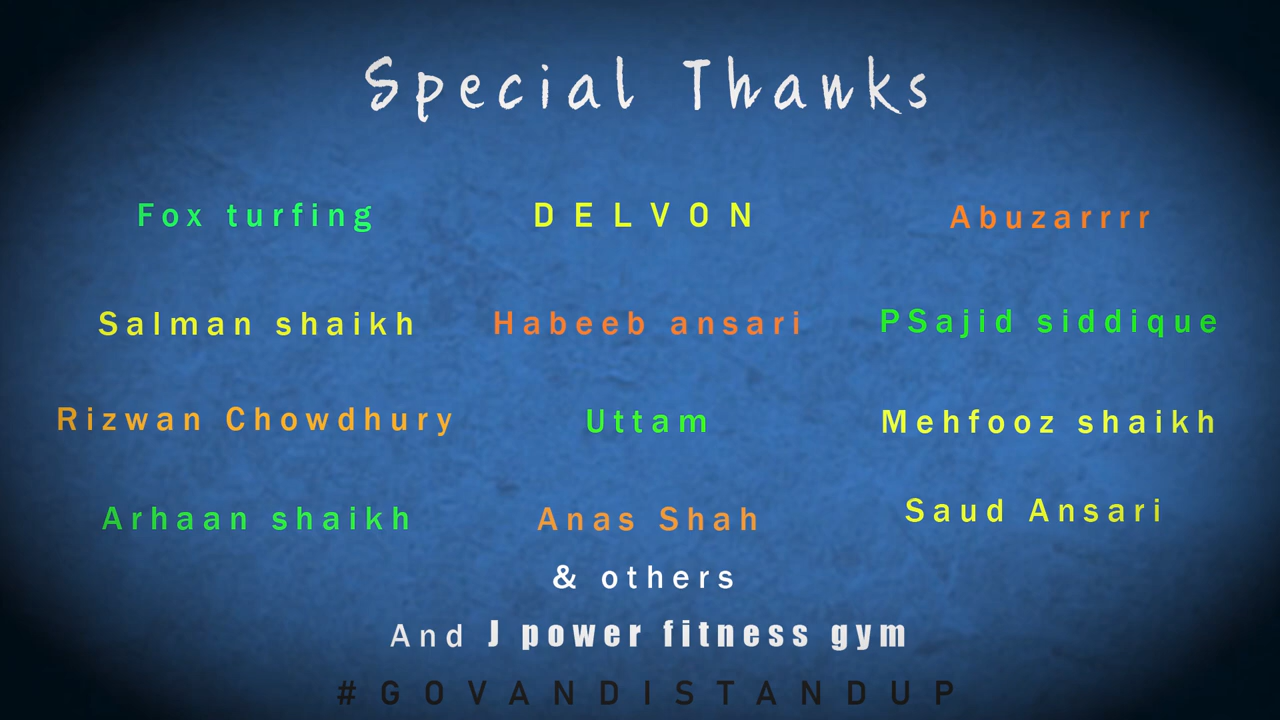 Special Thanks
Fox turfing DELVON Abuzarrrr
Salman shaikh Habeeb ansari PSajid siddique
Rizwan Chowdhury Uttam Mehfooz shaikh
Arhaan shaikh Anas Shah Saud Ansari
& others
And J power fitness gym
#GOVANDISTANDUP